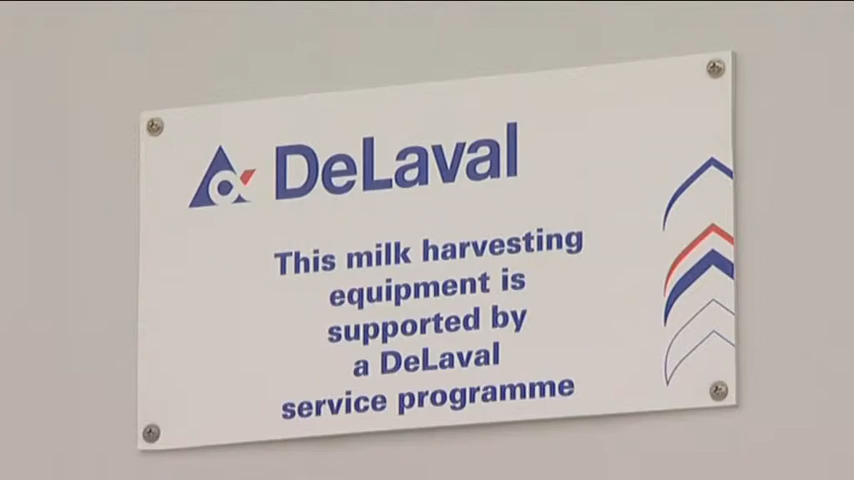 DeLaval
This milk harvesting
equipment is
supported by
a DeLaval
service programme